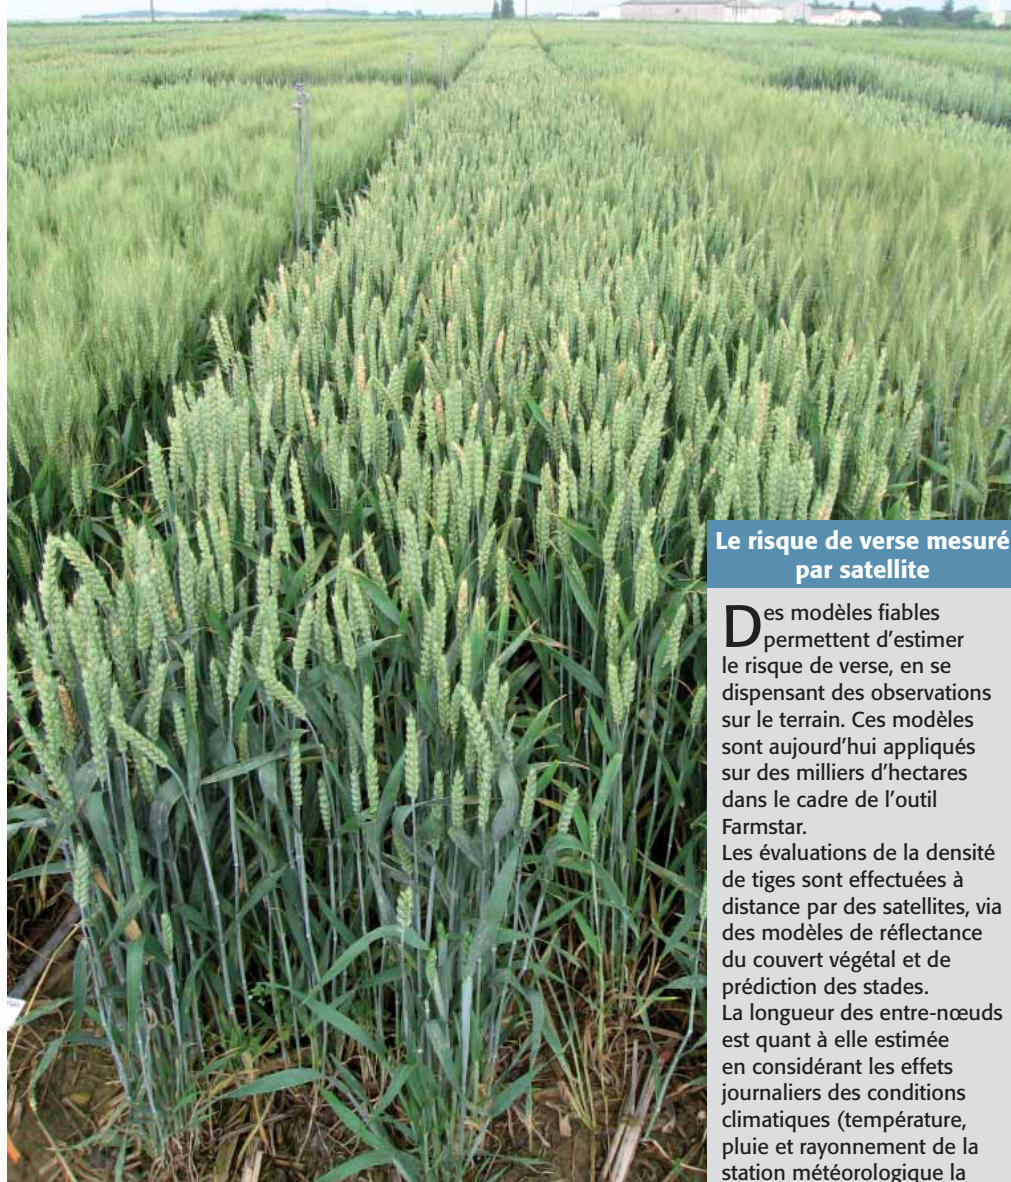 Le risque de verse mesuré
par satellite
Des modèles fiables
permettent d'estimer
le risque de verse, en se
dispensant des observations
sur le terrain. Ces modèles
sont aujourd'hui appliqués
sur des milliers d'hectares
dans le cadre de l'outil
Farmstar.
Les évaluations de la densité
de tiges sont effectuées à
distance par des satellites, via
des modèles de réflectance
du couvert végétal et de
prédiction des stades.
La longueur des entre-nœuds
est quant à elle estimée
en considérant les effets
journaliers des conditions
climatiques (température,
pluie et rayonnement de la
station météorologique la